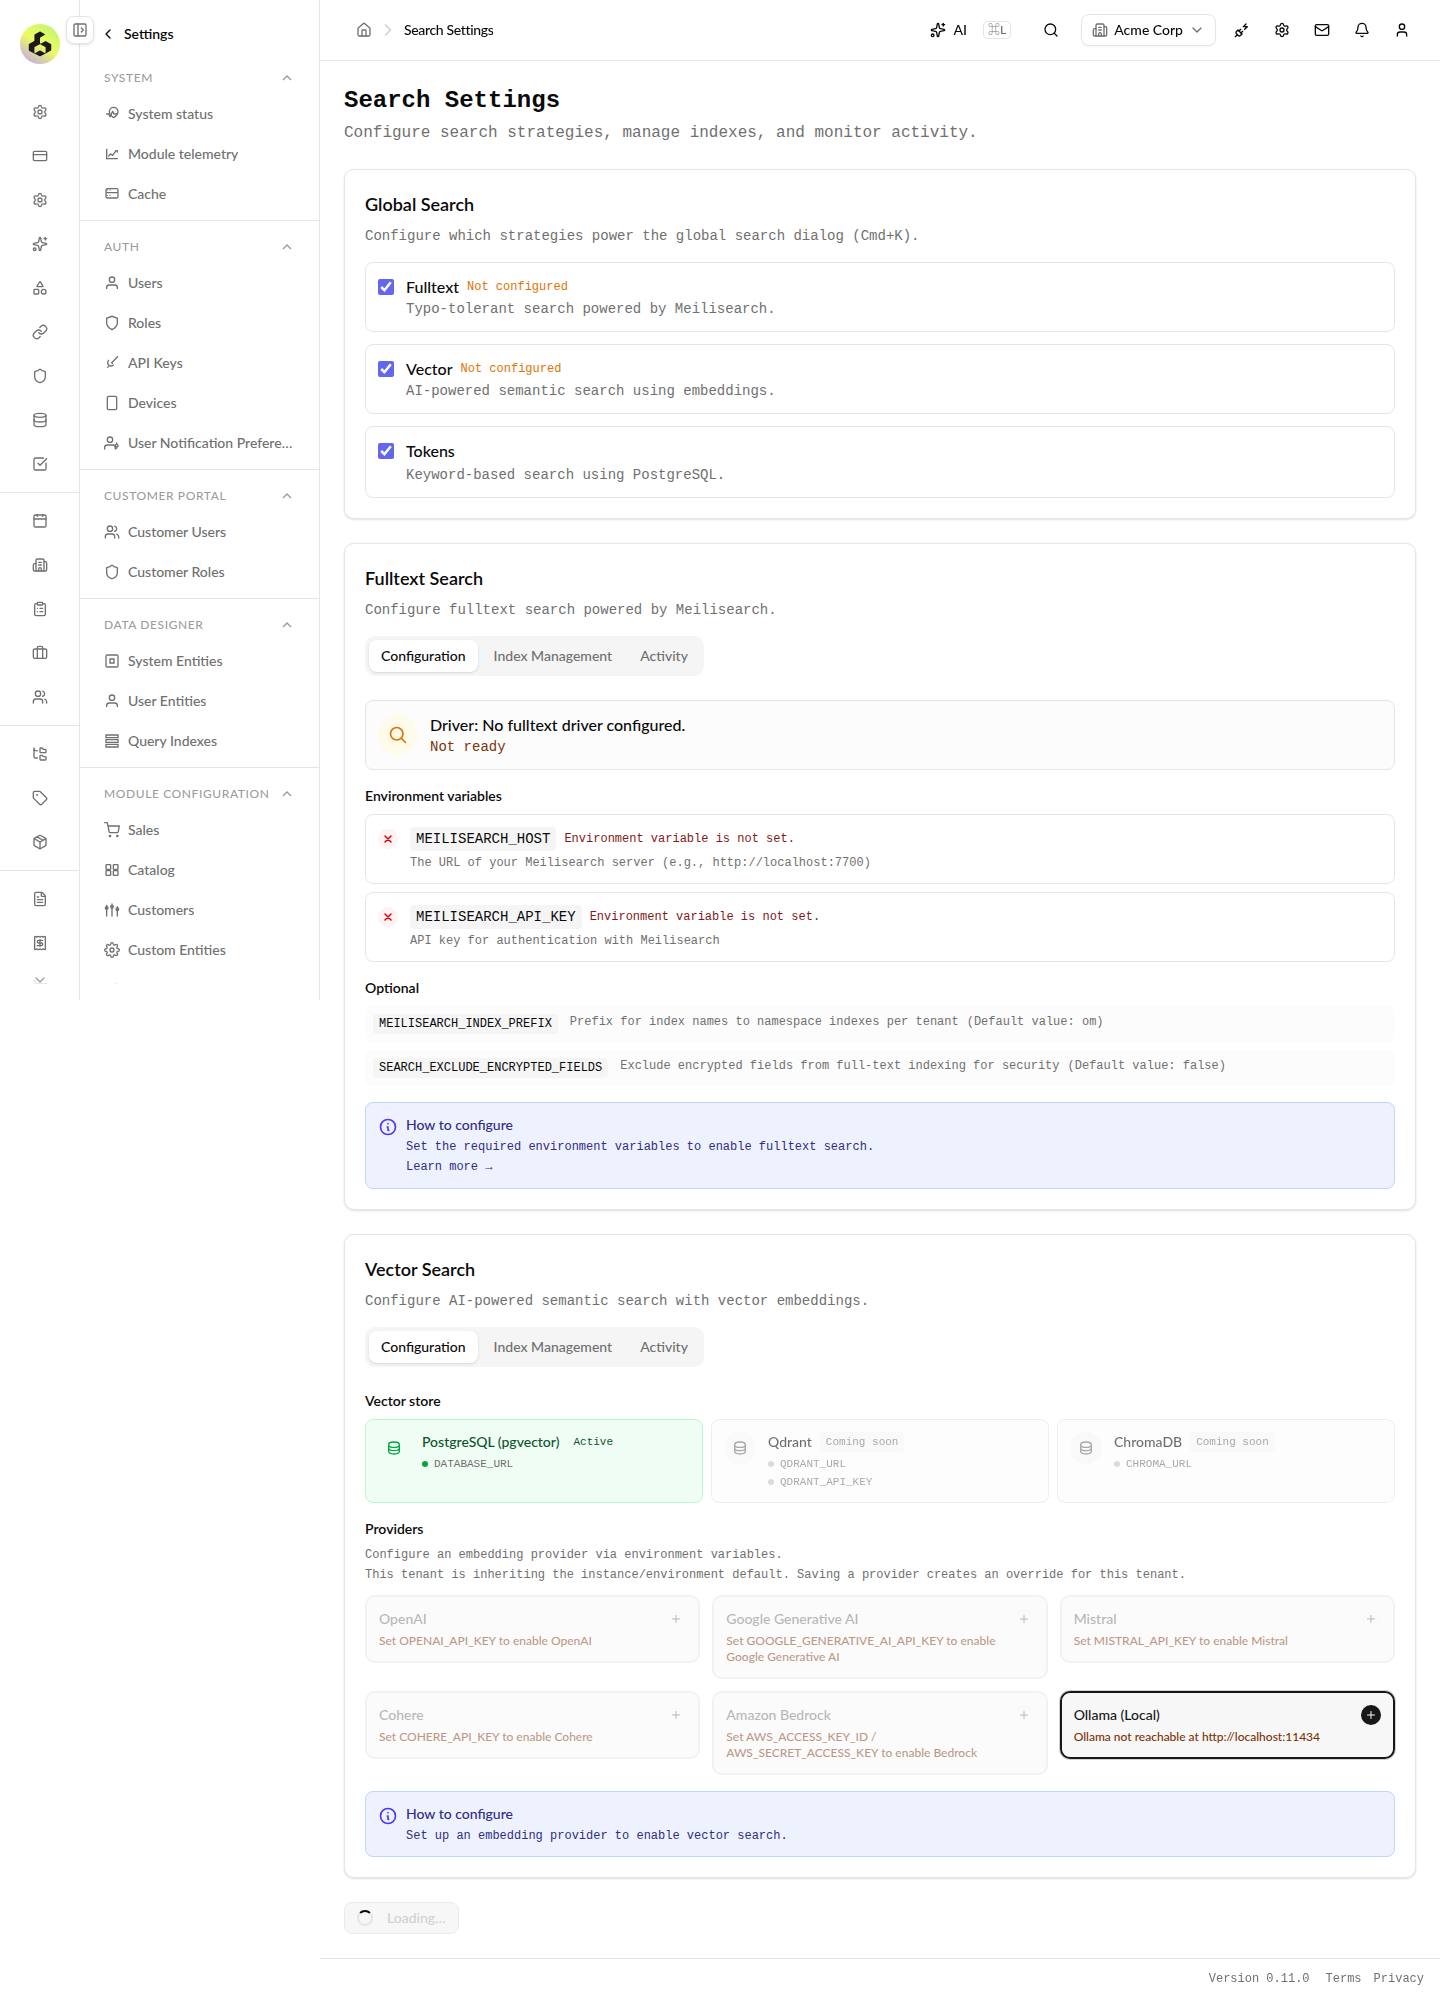 Settings
SYSTEM
System status
Module telemetry
Cache
AUTH
Users
Roles
API Keys
Devices
User Notification Prefere...
CUSTOMER PORTAL
Customer Users
Customer Roles
DATA DESIGNER
System Entities
User Entities
Query Indexes
MODULE CONFIGURATION
Sales
Catalog
Customers
Custom Entities
Search Settings
AI ⌘L
Acme Corp
Search Settings
Configure search strategies, manage indexes, and monitor activity.
Global Search
Configure which strategies power the global search dialog (Cmd+K).
Fulltext Not configured
Typo-tolerant search powered by Meilisearch.
Vector Not configured
AI-powered semantic search using embeddings.
Tokens
Keyword-based search using PostgreSQL.
Fulltext Search
Configure fulltext search powered by Meilisearch.
Configuration Index Management Activity
Driver: No fulltext driver configured.
Not ready
Environment variables
MEILISEARCH_HOST Environment variable is not set.
The URL of your Meilisearch server (e.g., http://localhost:7700)
MEILISEARCH_API_KEY Environment variable is not set.
API key for authentication with Meilisearch
Optional
MEILISEARCH_INDEX_PREFIX Prefix for index names to namespace indexes per tenant (Default value: om)
SEARCH_EXCLUDE_ENCRYPTED_FIELDS Exclude encrypted fields from full-text indexing for security (Default value: false)
How to configure
Set the required environment variables to enable fulltext search.
Learn more →
Vector Search
Configure AI-powered semantic search with vector embeddings.
Configuration Index Management Activity
Vector store
PostgreSQL (pgvector) Active
DATABASE_URL
Qdrant Coming soon
QDRANT_URL
QDRANT_API_KEY
ChromaDB Coming soon
CHROMA_URL
Providers
Configure an embedding provider via environment variables.
This tenant is inheriting the instance/environment default. Saving a provider creates an override for this tenant.
OpenAI
Set OPENAI_API_KEY to enable OpenAI
Google Generative AI
Set GOOGLE_GENERATIVE_AI_API_KEY to enable
Google Generative AI
Mistral
Set MISTRAL_API_KEY to enable Mistral
Cohere
Set COHERE_API_KEY to enable Cohere
Amazon Bedrock
Set AWS_ACCESS_KEY_ID /
AWS_SECRET_ACCESS_KEY to enable Bedrock
Ollama (Local)
Ollama not reachable at http://localhost:11434
How to configure
Set up an embedding provider to enable vector search.
Loading...
Version 0.11.0 Terms Privacy